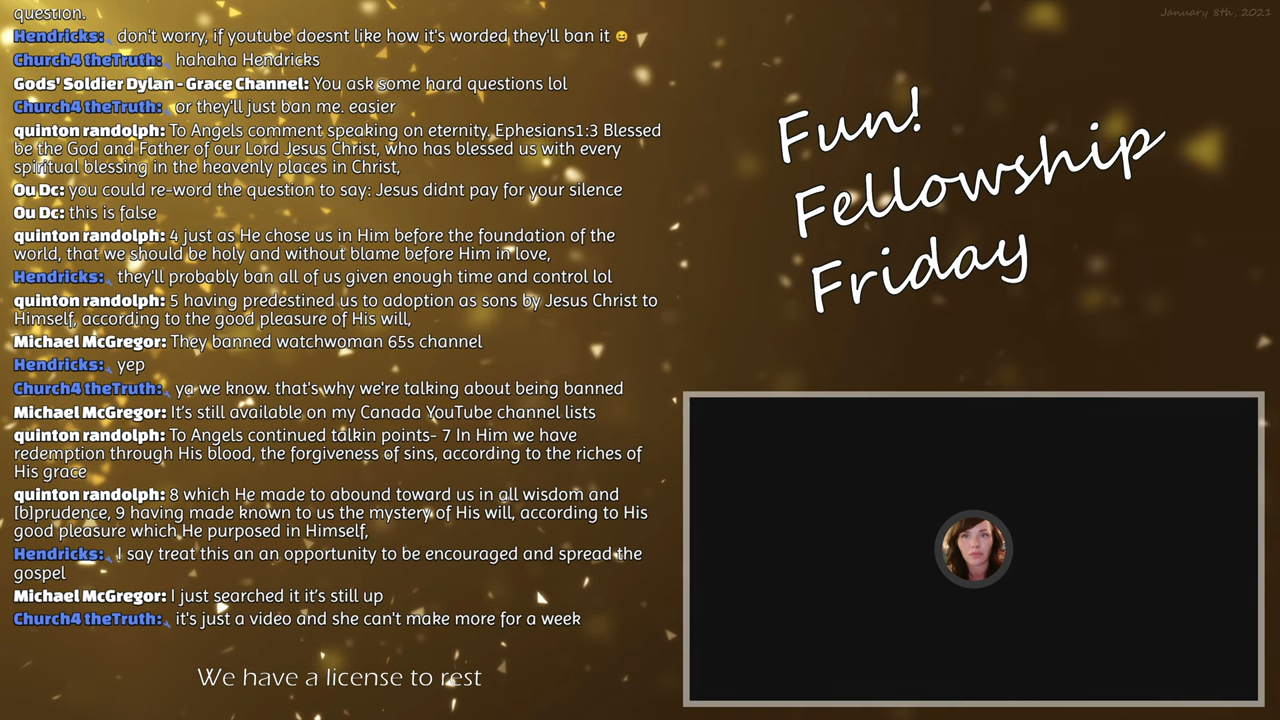 question.
Hendricks: don't worry, if youtube doesnt like how it's worded they'll ban it 😆
Church4 theTruth: hahaha Hendricks
Gods' Soldier Dylan - Grace Channel: You ask some hard questions lol
Church4 theTruth: or they'll just ban me. easier
quinton randolph: To Angels comment speaking on eternity, Ephesians1:3 Blessed
be the God and Father of our Lord Jesus Christ, who has blessed us with every
spiritual blessing in the heavenly places in Christ,
Ou Dc: you could re-word the question to say: Jesus didnt pay for your silence
Ou Dc: this is false
quinton randolph: 4 just as He chose us in Him before the foundation of the
world, that we should be holy and without blame before Him in love,
Hendricks: they'll probably ban all of us given enough time and control lol
quinton randolph: 5 having predestined us to adoption as sons by Jesus Christ to
Himself, according to the good pleasure of His will,
Michael McGregor: They banned watchwoman 65s channel
Hendricks: yep
Church4 theTruth: ya we know. that's why we're talking about being banned
Michael McGregor: It's still available on my Canada YouTube channel lists
quinton randolph: To Angels continued talkin points- 7 In Him we have
redemption through His blood, the forgiveness of sins, according to the riches of
His grace
quinton randolph: 8 which He made to abound toward us in all wisdom and
[b]prudence, 9 having made known to us the mystery of His will, according to His
good pleasure which He purposed in Himself,
Hendricks: I say treat this an an opportunity to be encouraged and spread the
gospel
Michael McGregor: I just searched it it's still up
Church4 theTruth: it's just a video and she can't make more for a week
We have a license to rest
January 8th, 2021
Fun!
Fellowship
Friday